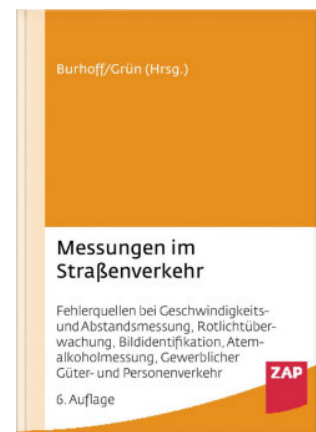 Burhoff/Grün (Hrsg.)
Messungen im
Straßenverkehr
Fehlerquellen bei Geschwindigkeits-
und Abstandsmessung, Rotlichtüber-
wachung, Bildidentifikation, Atem-
alkoholmessung, Gewerblicher
Güter- und Personenverkehr
ZAP
6. Auflage